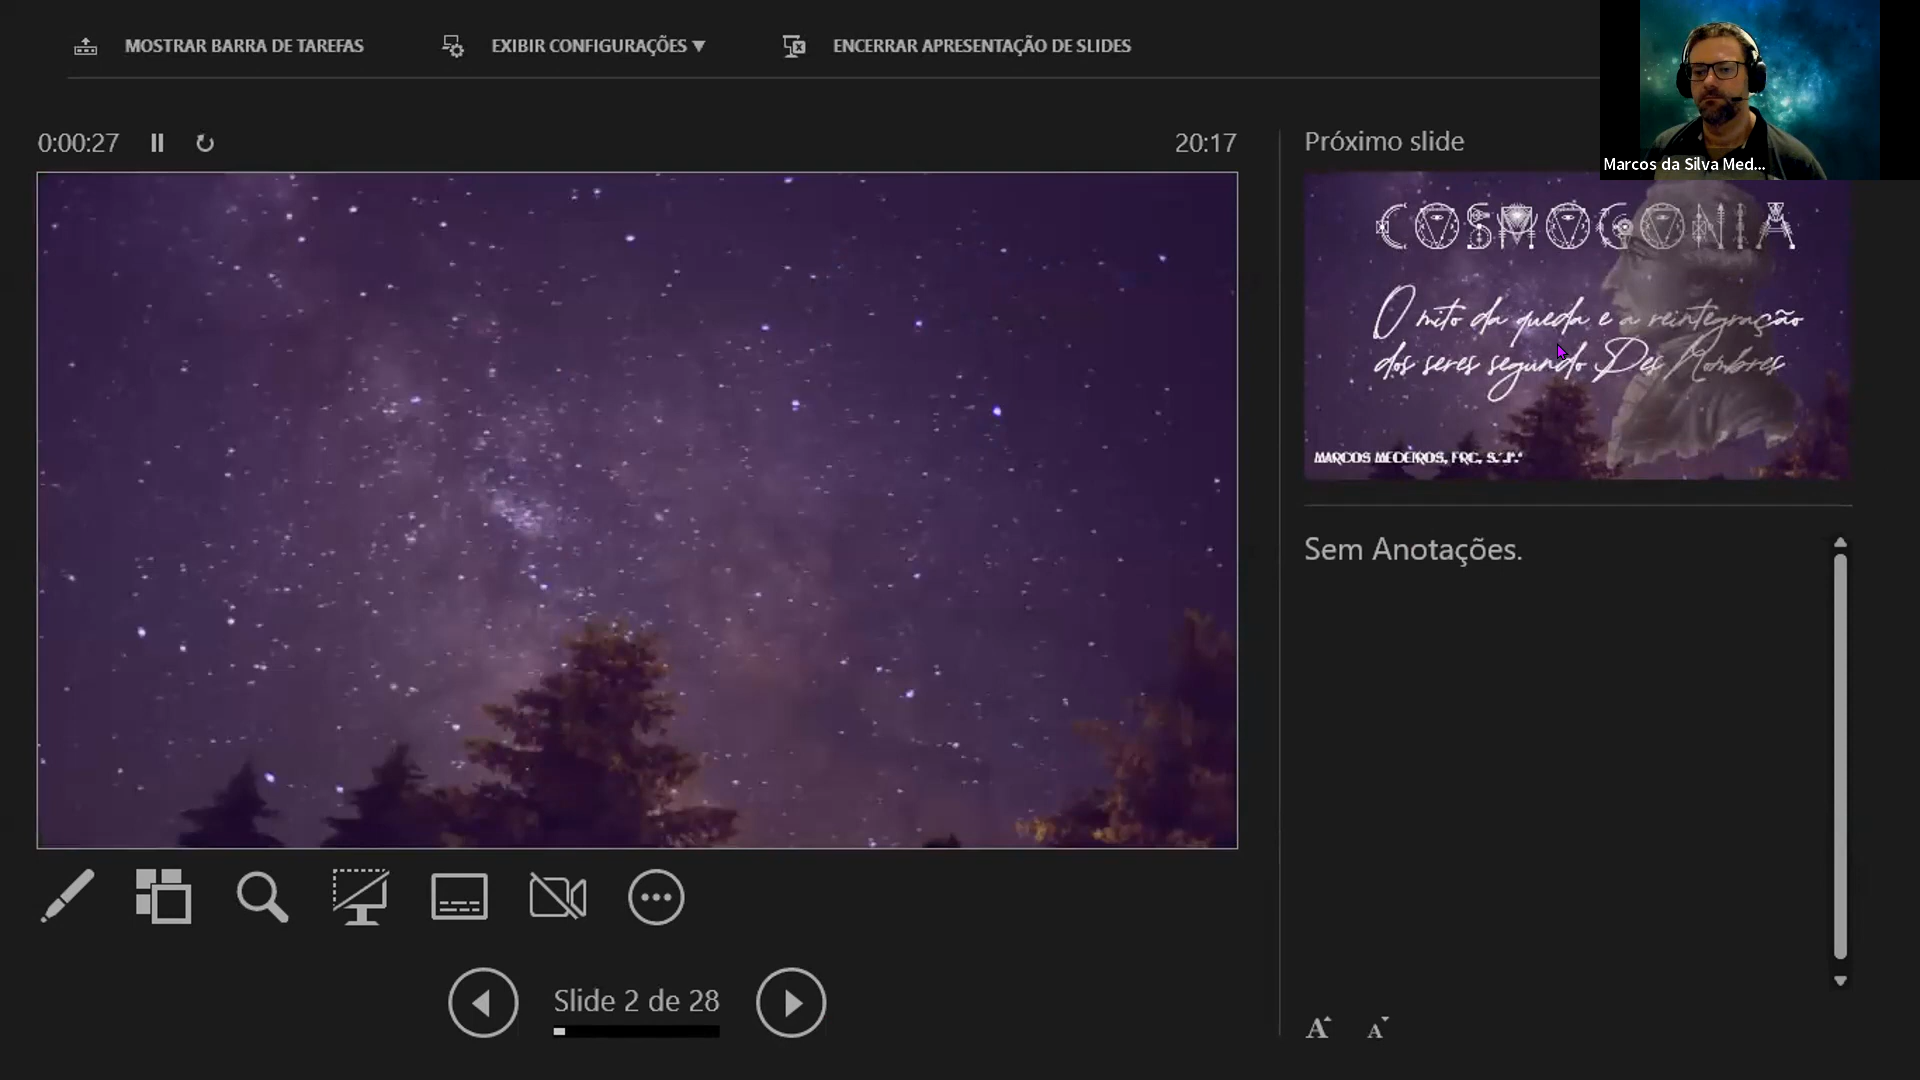 MOSTRAR BARRA DE TAREFAS
EXIBIR CONFIGURAÇÕES
ENCERRAR APRESENTAÇÃO DE SLIDES
Marcos da Silva Med...
0:00:27
20:17
Próximo slide
COSMOGONIA
O mito da queda e a reintegração
dos seres segundo Des Mombres
MARCOS MEDEIROS, FRC, S.´.I´.´
Sem Anotações.
Slide 2 de 28
A A